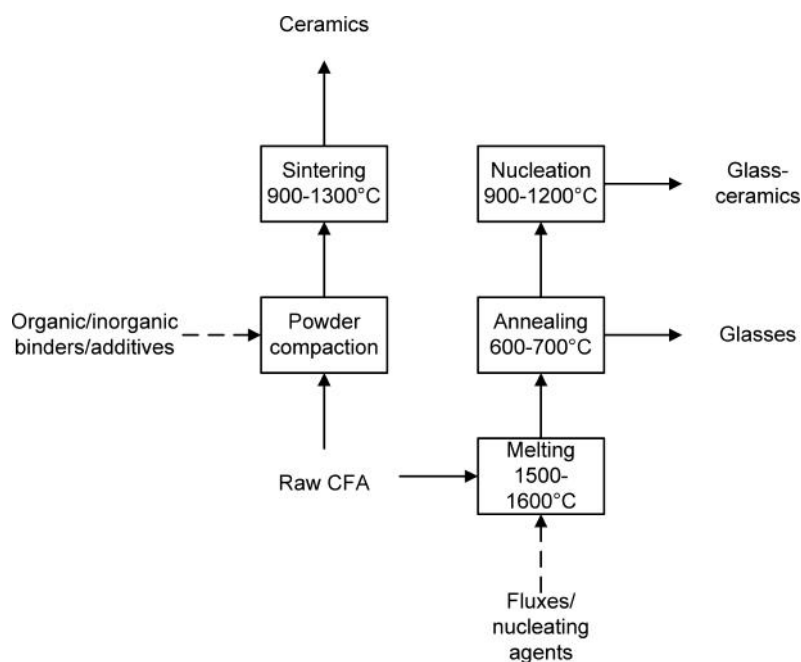 Ceramics
Sintering
900-1300°C
Nucleation
900-1200°C
Glass-
ceramics
Organic/inorganic
binders/additives
Powder
compaction
Annealing
600-700°C
Glasses
Raw CFA
Melting
1500-
1600°C
Fluxes/
nucleating
agents